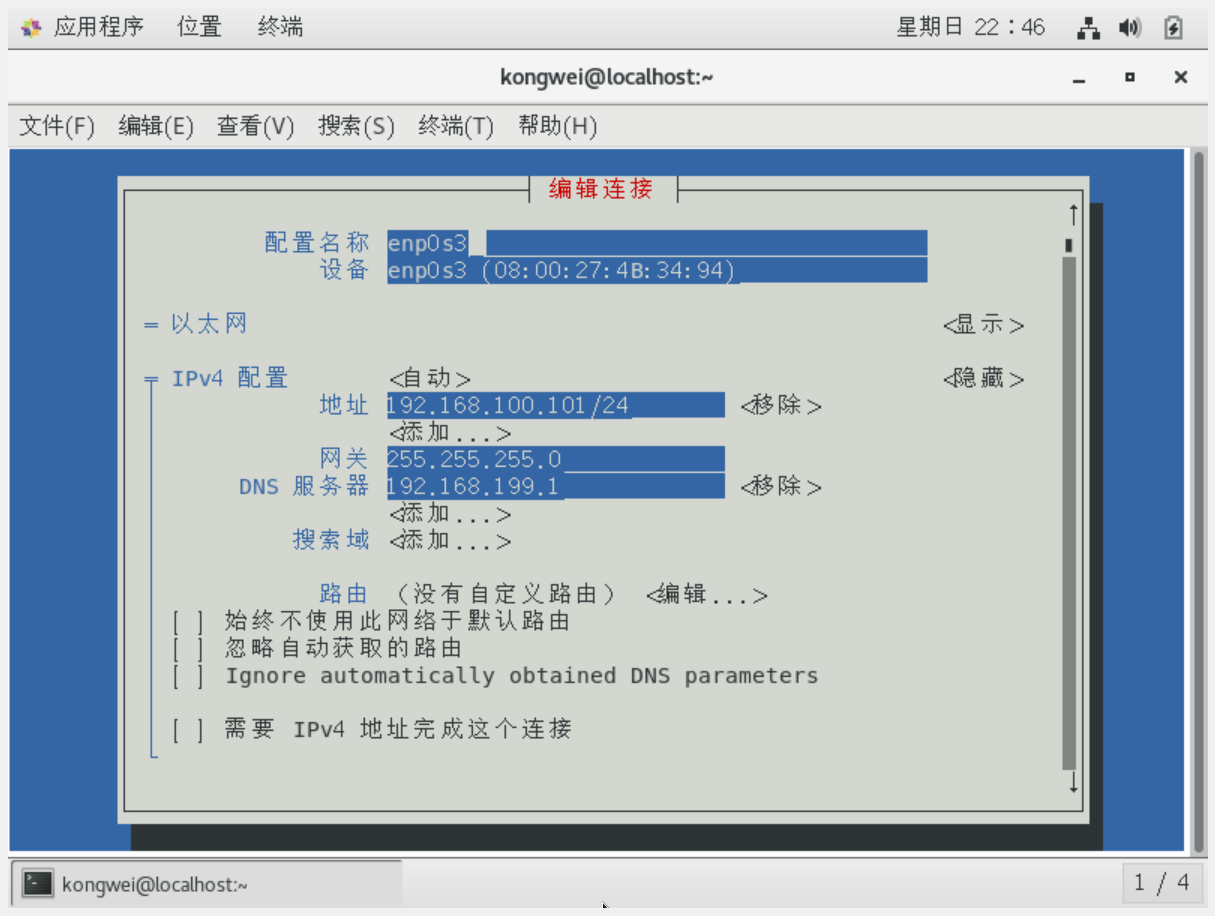 应用程序 位置 终端 星期日 22：46
kongwei@localhost:~
文件(F) 编辑(E) 查看(V) 搜索(S) 终端(T) 帮助(H)
编辑连接
配置名称 enp0s3
设备 enp0s3 (08:00:27:4B:34:94)
= 以太网 <显示>
IPv4 配置 <自动> <隐藏>
地址 192.168.100.101/24 <移除>
<添加...>
网关 255.255.255.0
DNS 服务器 192.168.199.1 <移除>
<添加...>
搜索域 <添加...>
路由 （没有自定义路由） <编辑...>
[ ] 始终不使用此网络于默认路由
[ ] 忽略自动获取的路由
[ ] Ignore automatically obtained DNS parameters
[ ] 需要 IPv4 地址完成这个连接
kongwei@localhost:~ 1 / 4